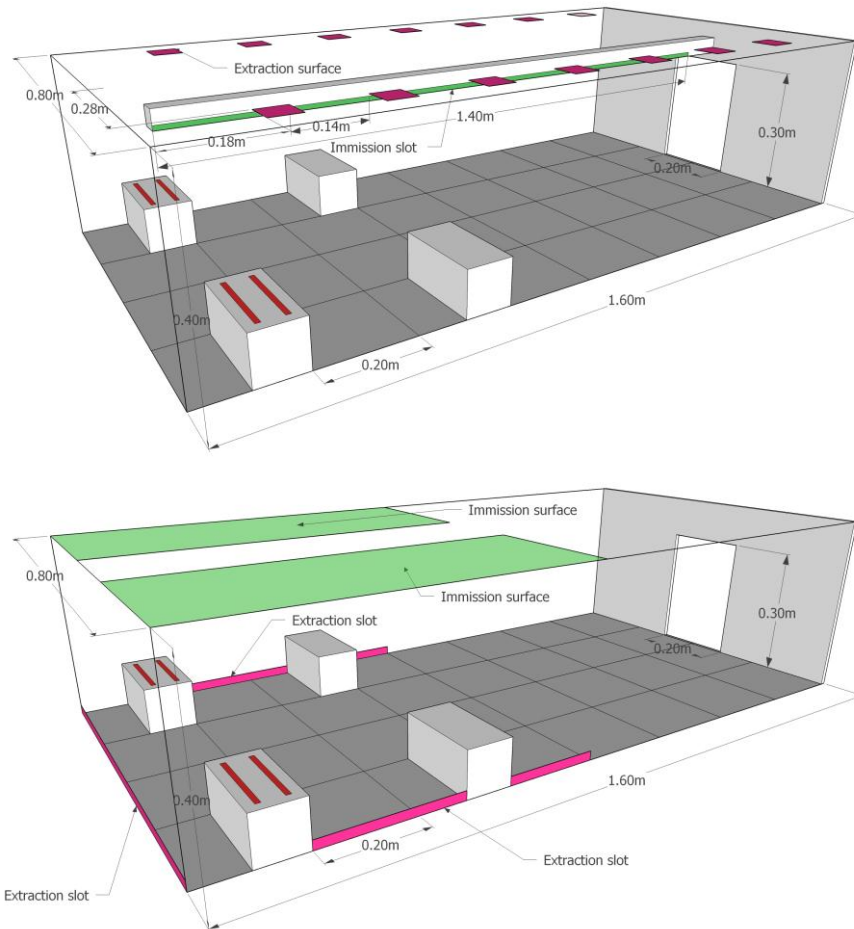 Extraction surface
0.80m
0.28m
0.18m
0.14m
1.40m
Immission slot
0.30m
0.20m
0.40m
0.20m
1.60m
Immission surface
0.80m
Immission surface
Extraction slot
0.30m
0.20m
0.40m
1.60m
0.20m
Extraction slot
Extraction slot